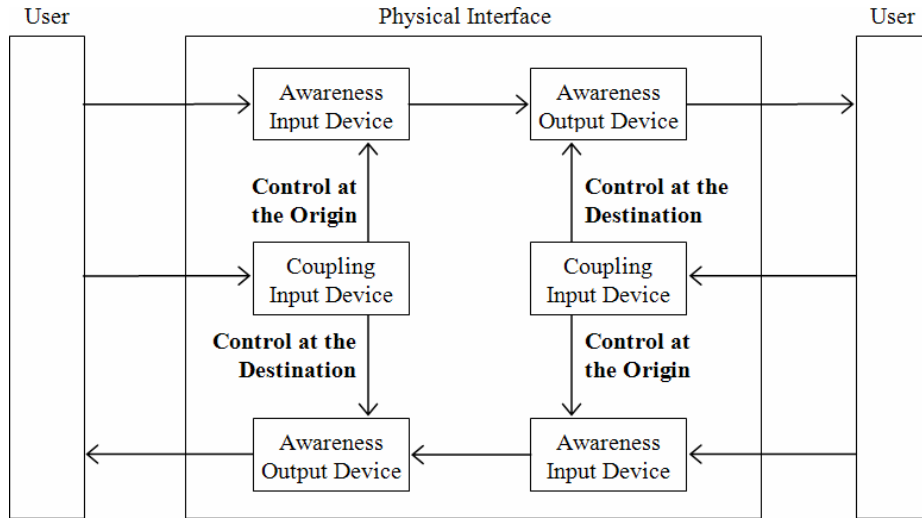 User
Physical Interface
User
Awareness
Input Device
Awareness
Output Device
Control at
the Origin
Control at the
Destination
Coupling
Input Device
Coupling
Input Device
Control at the
Destination
Control at
the Origin
Awareness
Output Device
Awareness
Input Device